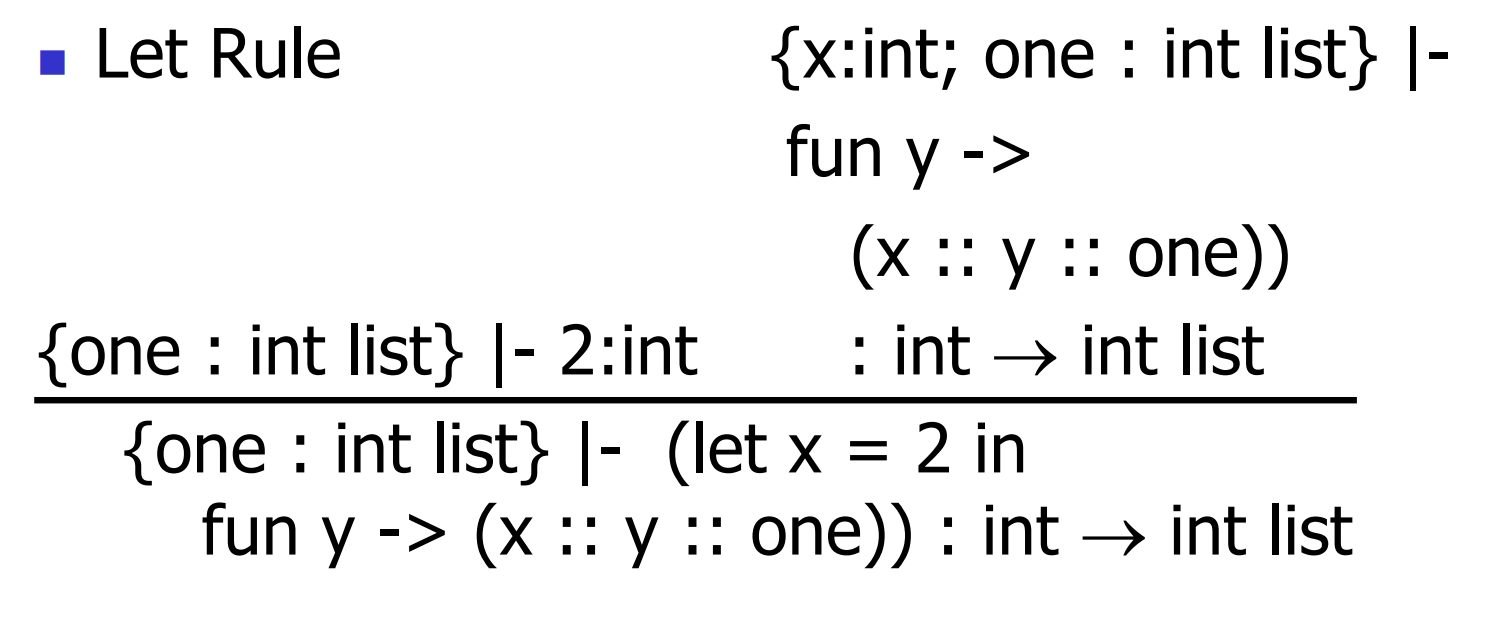 ▪ Let Rule
{x:int; one : int list} |-
fun y ->
(x :: y :: one))
{one : int list} |- 2:int : int → int list
{one : int list} |- (let x = 2 in
fun y -> (x :: y :: one)) : int → int list